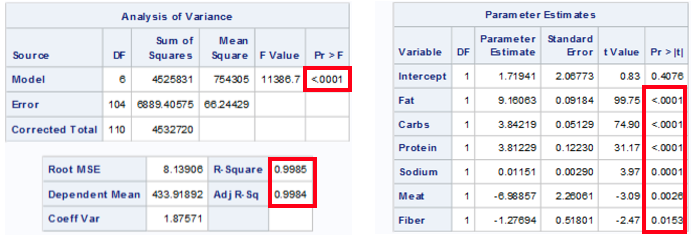 Analysis of Variance
Source DF Sum of Squares Mean Square F Value Pr > F
Model 6 4525831 754305 11386.7 <.0001
Error 104 6889.40575 66.24429
Corrected Total 110 4532720
Root MSE 8.13906 R-Square 0.9985
Dependent Mean 433.91892 Adj R-Sq 0.9984
Coeff Var 1.87571
Parameter Estimates
Variable DF Parameter Estimate Standard Error t Value Pr > |t|
Intercept 1 1.71941 2.06773 0.83 0.4076
Fat 1 9.16063 0.09184 99.75 <.0001
Carbs 1 3.84219 0.05129 74.90 <.0001
Protein 1 3.81229 0.12230 31.17 <.0001
Sodium 1 0.01151 0.00290 3.97 0.0001
Meat 1 -6.98857 2.26061 -3.09 0.0026
Fiber 1 -1.27694 0.51801 -2.47 0.0153